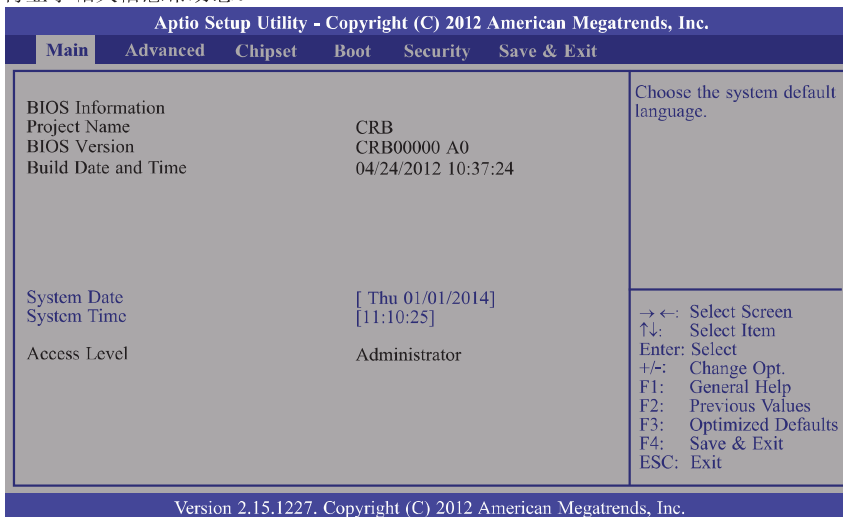 Aptio Setup Utility - Copyright (C) 2012 American Megatrends, Inc.
Main Advanced Chipset Boot Security Save & Exit
BIOS Information
Project Name CRB
BIOS Version CRB00000 A0
Build Date and Time 04/24/2012 10:37:24
System Date [ Thu 01/01/2014]
System Time [11:10:25]
Access Level Administrator
Choose the system default
language.
→ ←: Select Screen
↑↓: Select Item
Enter: Select
+/-: Change Opt.
F1: General Help
F2: Previous Values
F3: Optimized Defaults
F4: Save & Exit
ESC: Exit
Version 2.15.1227. Copyright (C) 2012 American Megatrends, Inc.